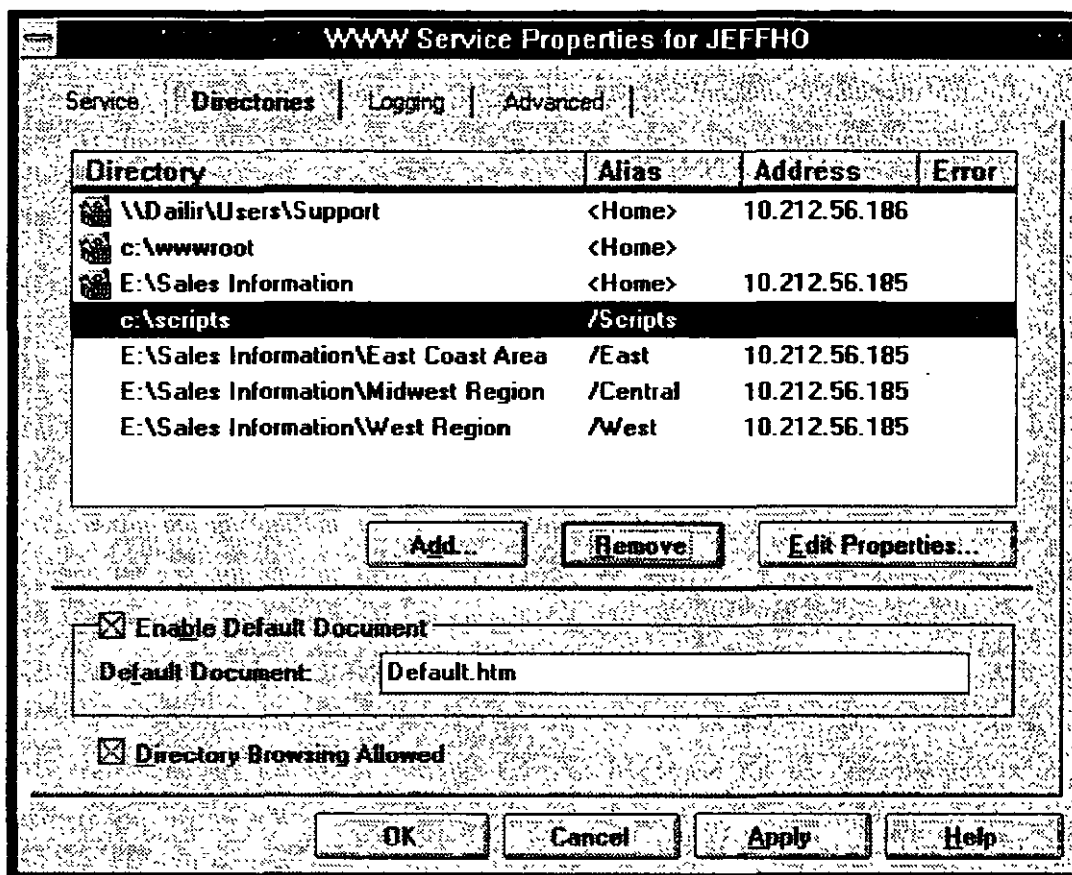 WWW Service Properties for JEFFHO
Service Directories Logging Advanced
Directory Alias Address Error
\\Dailir\Users\Support <Home> 10.212.56.186
c:\wwwroot <Home>
E:\Sales Information <Home> 10.212.56.185
c:\scripts /Scripts
E:\Sales Information\East Coast Area /East 10.212.56.185
E:\Sales Information\Midwest Region /Central 10.212.56.185
E:\Sales Information\West Region /West 10.212.56.185
Add... Remove Edit Properties...
Enable Default Document
Default Document: Default.htm
Directory Browsing Allowed
OK Cancel Apply Help